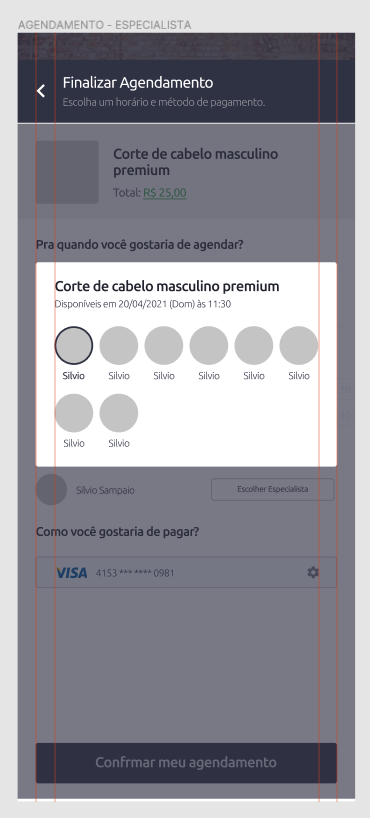 AGENDAMENTO - ESPECIALISTA
Finalizar Agendamento
Escolha um horário e método de pagamento.
Corte de cabelo masculino
premium
Total: R$ 25,00
Pra quando você gostaria de agendar?
Corte de cabelo masculino premium
Disponíveis em 20/04/2021 (Dom) às 11:30
Silvio Silvio Silvio Silvio Silvio Silvio
Silvio Silvio
Silvio Sampaio Escolher Especialista
Como você gostaria de pagar?
VISA 4153 *** **** 0981
Confrmar meu agendamento